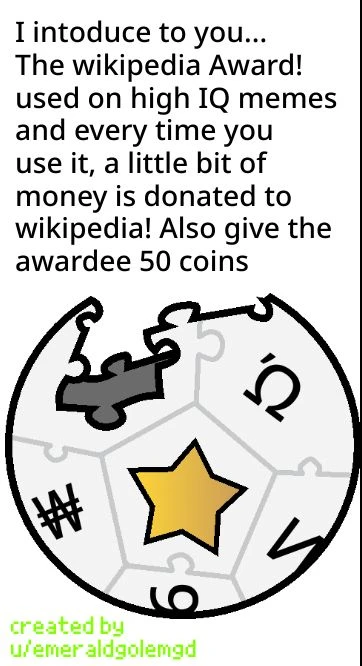 I intoduce to you...
The wikipedia Award!
used on high IQ memes
and every time you
use it, a little bit of
money is donated to
wikipedia! Also give the
awardee 50 coins
Ώ
₩
И
9
created by
u/emeraldgolemgd